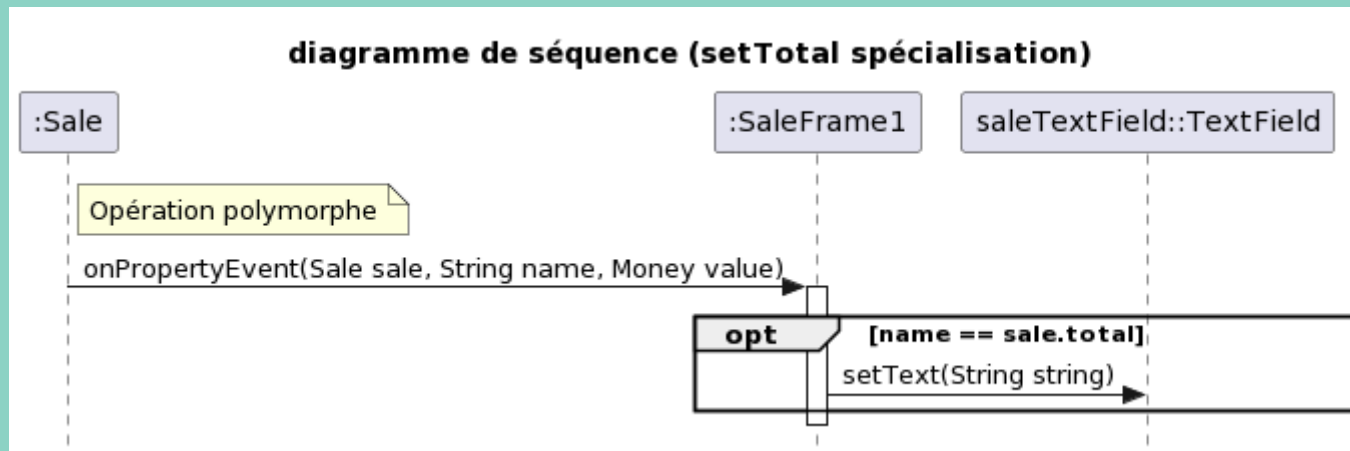 diagramme de séquence (setTotal spécialisation)
:Sale
:SaleFrame1
saleTextField::TextField
Opération polymorphe
onPropertyEvent(Sale sale, String name, Money value)
opt
[name == sale.total]
setText(String string)